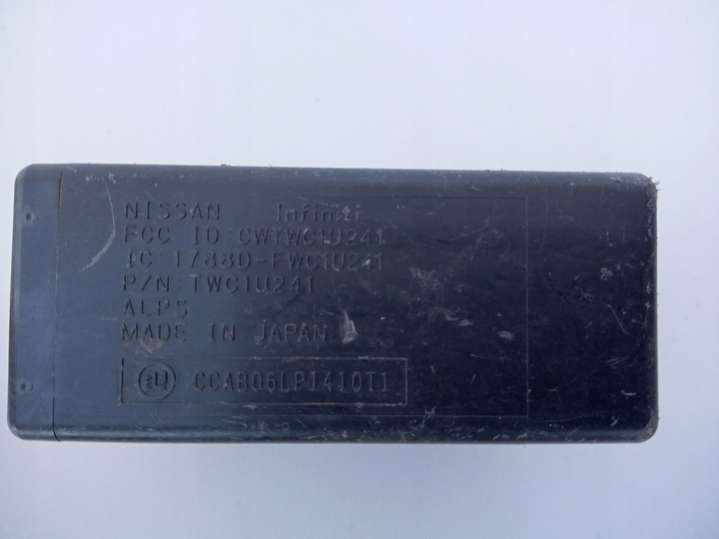 NISSAN Infiniti
FCC ID CWTWC1U241
IC 1788D-FWC1U241
P/N TWC1U241
ALPS
MADE IN JAPAN
CCAB06LP1410T1